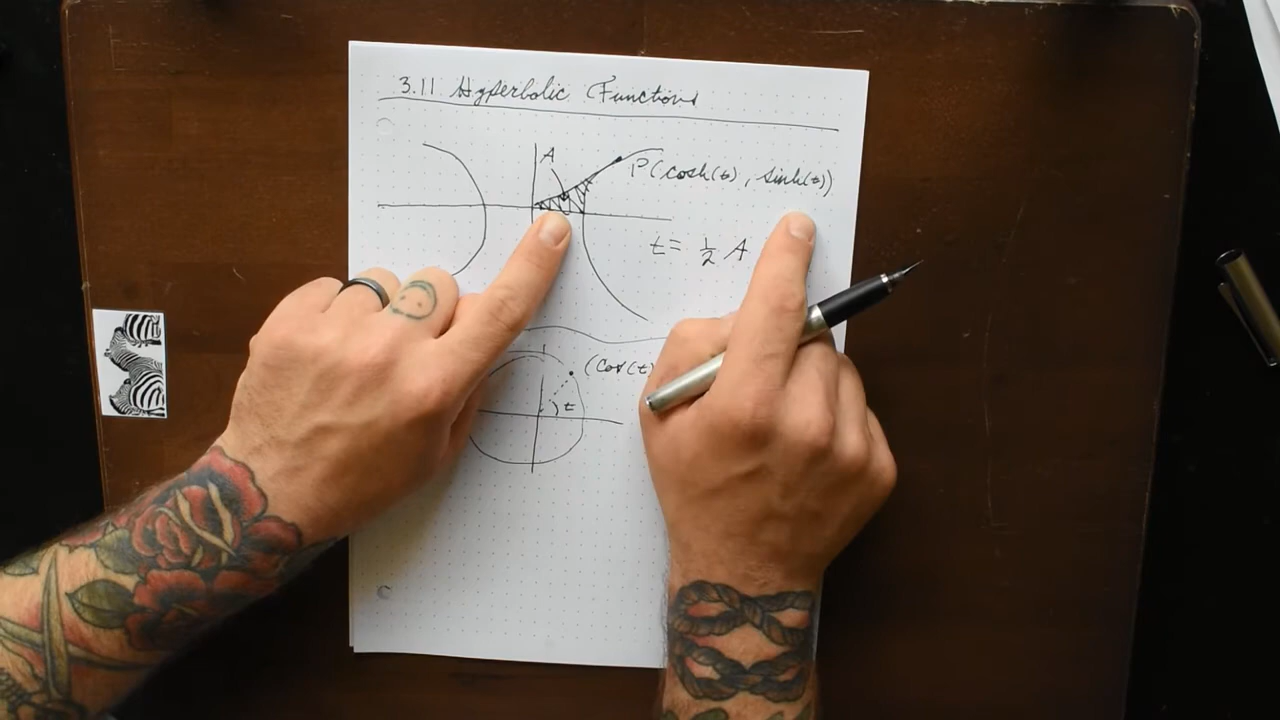 3.11 Hyperbolic Functions
A
P(cosh(t), sinh(t))
t = ½ A
(cos(t)
t